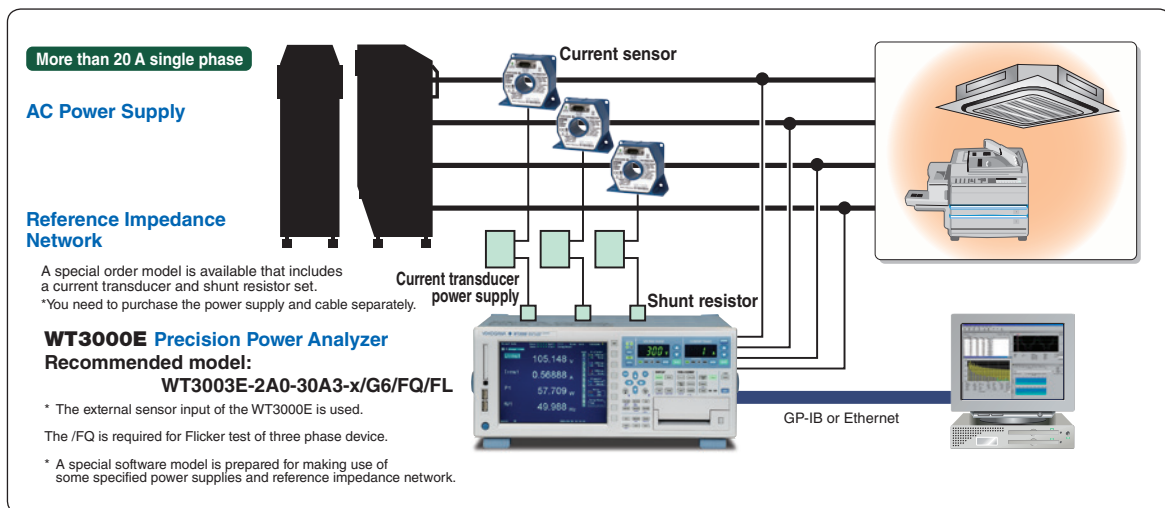 More than 20 A single phase
Current sensor
AC Power Supply
Reference Impedance
Network
A special order model is available that includes
a current transducer and shunt resistor set.
*You need to purchase the power supply and cable separately.
Current transducer
power supply
Shunt resistor
WT3000E Precision Power Analyzer
Recommended model:
WT3003E-2A0-30A3-x/G6/FQ/FL
* The external sensor input of the WT3000E is used.
The /FQ is required for Flicker test of three phase device.
* A special software model is prepared for making use of
some specified power supplies and reference impedance network.
YOKOGAWA
105.148
0.56888
57.709
49.988
300
1
GP-IB or Ethernet